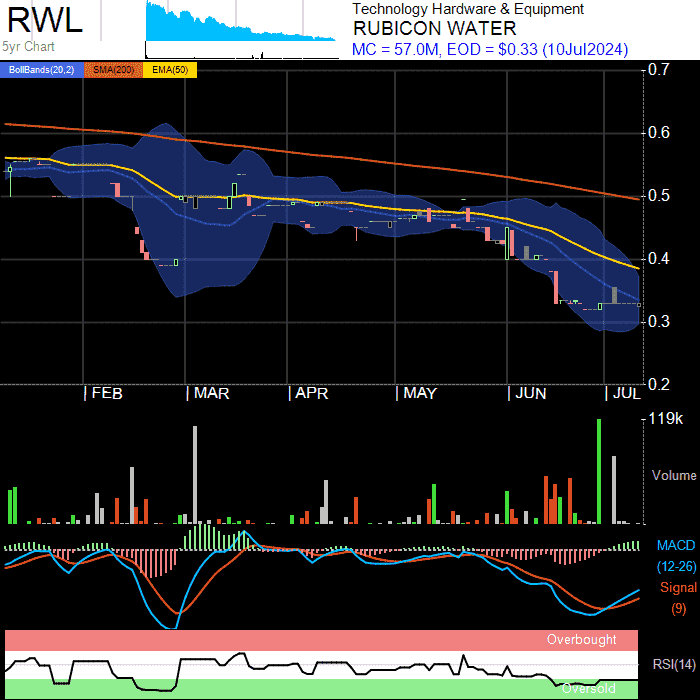 RWL
5yr Chart
Technology Hardware & Equipment
RUBICON WATER
MC = 57.0M, EOD = $0.33 (10Jul2024)
BollBands(20,2) SMA(200) EMA(50)
0.7
0.6
0.5
0.4
0.3
0.2
FEB MAR APR MAY JUN JUL
119k
Volume
MACD
(12-26)
Signal
(9)
Overbought
RSI(14)
Oversold